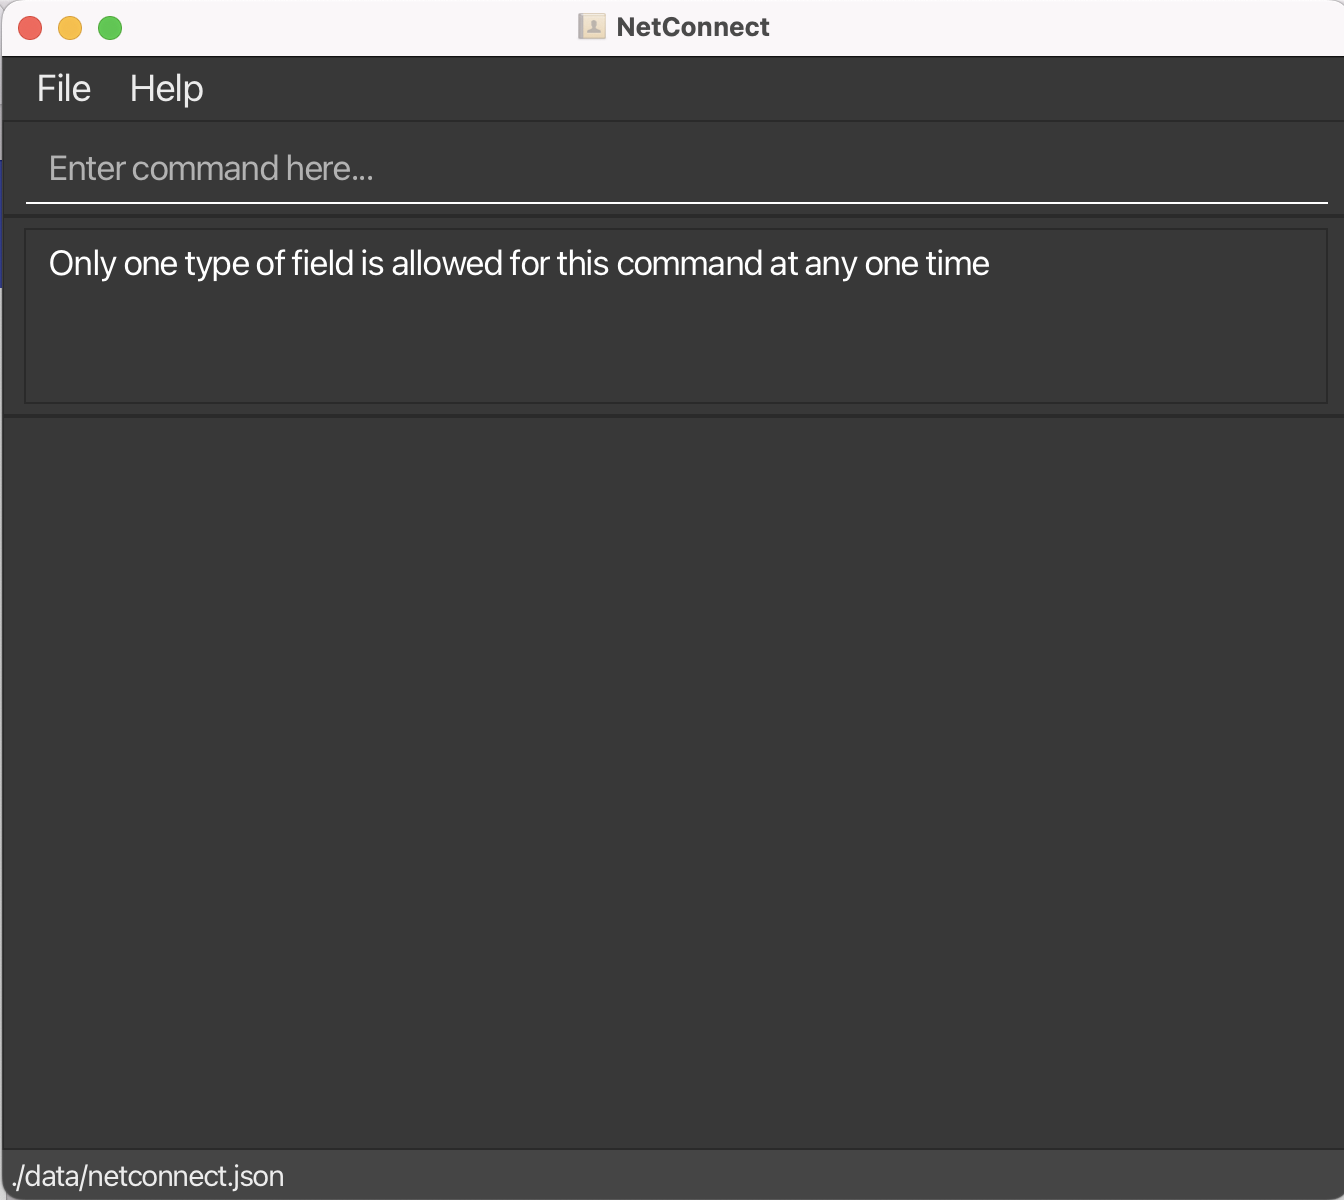 NetConnect
File Help
Enter command here...
Only one type of field is allowed for this command at any one time
./data/netconnect.json